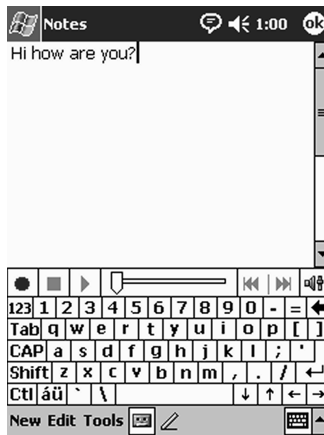 Notes 1:00 ok
Hi how are you?
123 1 2 3 4 5 6 7 8 9 0 - =
Tab q w e r t y u i o p [ ]
CAP a s d f g h j k l ; '
Shift z x c v b n m , . /
Ctl áü ` \
New Edit Tools